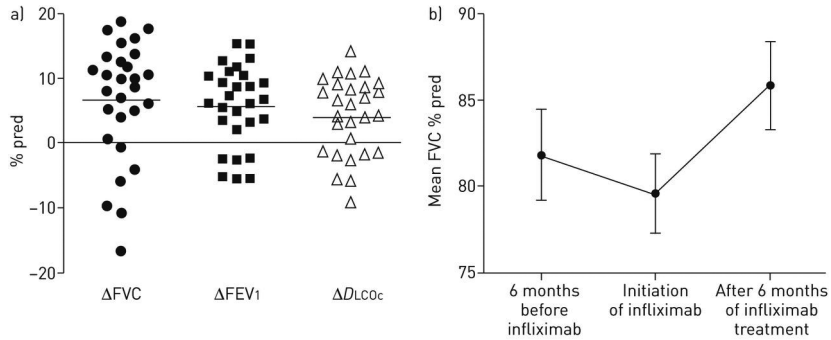 a)
20
10
0
−10
−20
% pred
ΔFVC
ΔFEV1
ΔDLCOc
b)
90
85
80
75
Mean FVC % pred
6 months
before
infliximab
Initiation
of infliximab
After 6 months
of infliximab
treatment